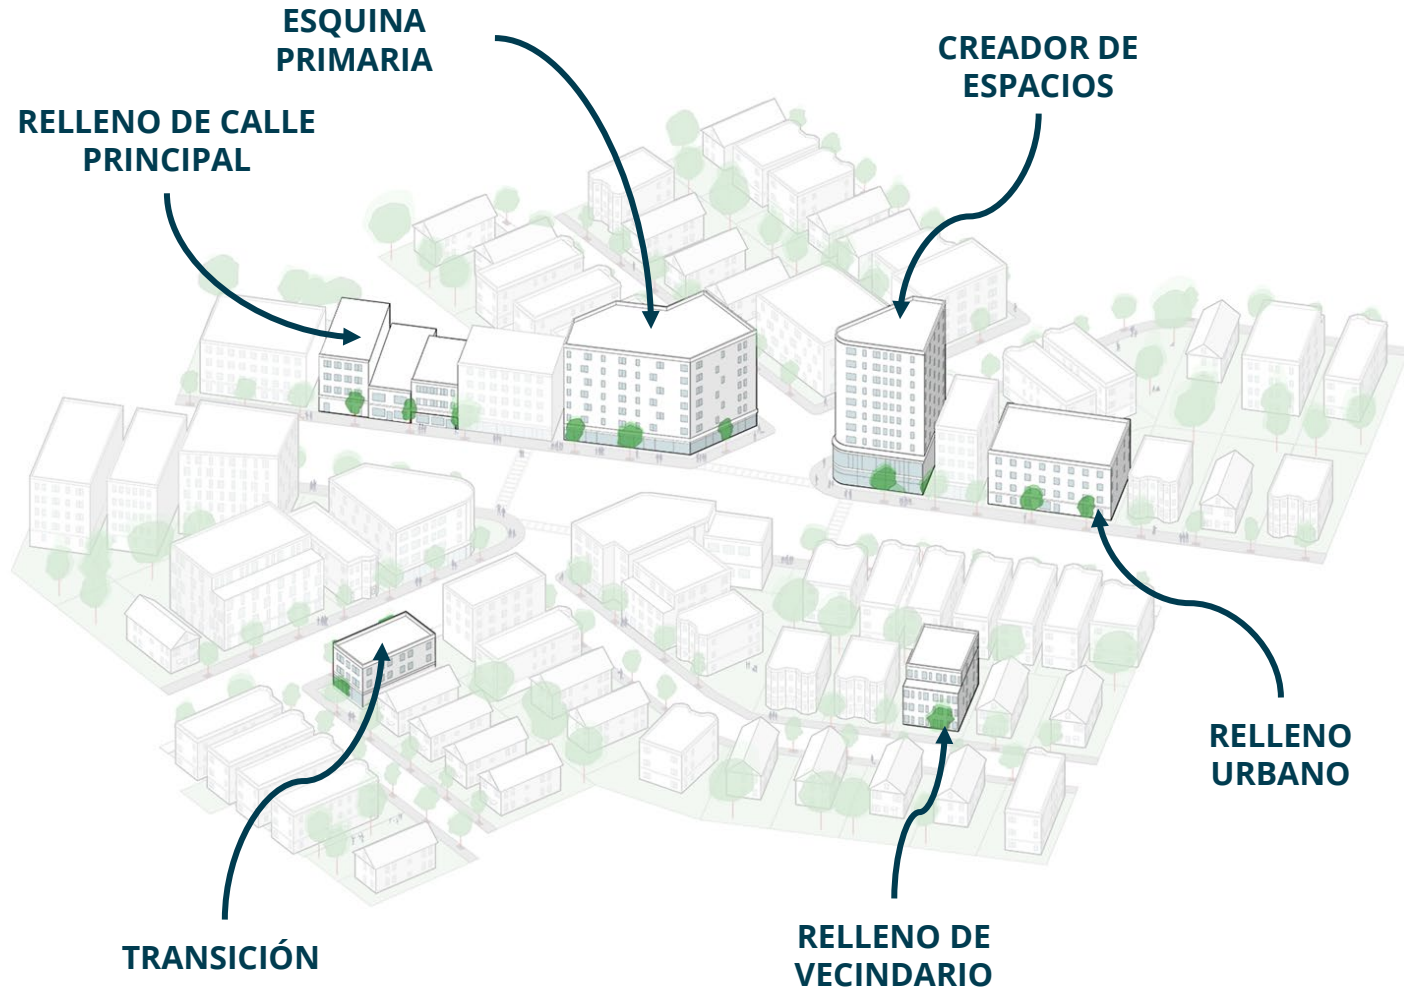 ESQUINA
PRIMARIA
CREADOR DE
ESPACIOS
RELLENO DE CALLE
PRINCIPAL
RELLENO
URBANO
TRANSICIÓN
RELLENO DE
VECINDARIO